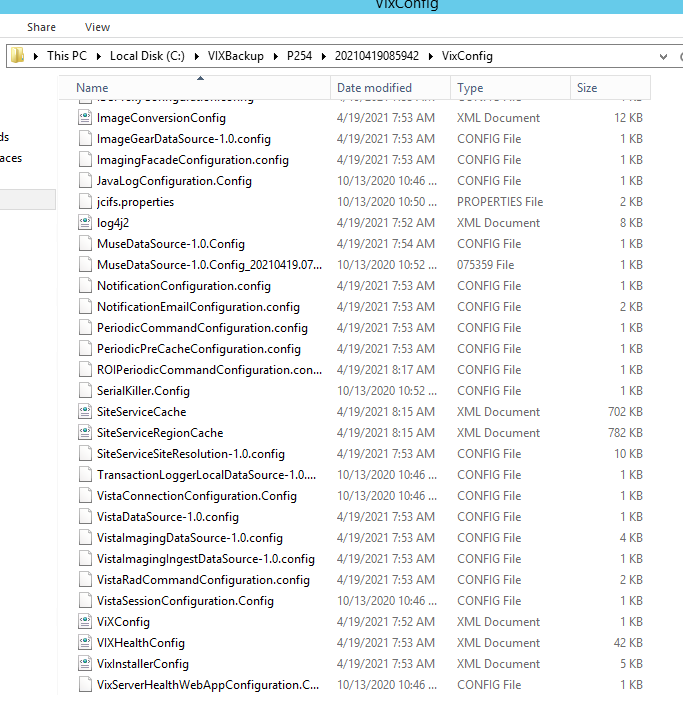 VixConfig
Share View
This PC Local Disk (C:) VIXBackup P254 20210419085942 VixConfig
Name Date modified Type Size
ds
aces
ImageConversionConfig 4/19/2021 7:53 AM XML Document 12 KB
ImageGearDataSource-1.0.config 4/19/2021 7:53 AM CONFIG File 1 KB
ImagingFacadeConfiguration.config 4/19/2021 7:53 AM CONFIG File 1 KB
JavaLogConfiguration.Config 10/13/2020 10:46 ... CONFIG File 1 KB
jcifs.properties 10/13/2020 10:50 ... PROPERTIES File 2 KB
log4j2 4/19/2021 7:52 AM XML Document 8 KB
MuseDataSource-1.0.Config 4/19/2021 7:54 AM CONFIG File 1 KB
MuseDataSource-1.0.Config_20210419.07... 10/13/2020 10:52 ... 075359 File 1 KB
NotificationConfiguration.config 4/19/2021 7:53 AM CONFIG File 1 KB
NotificationEmailConfiguration.config 4/19/2021 7:53 AM CONFIG File 2 KB
PeriodicCommandConfiguration.config 4/19/2021 7:53 AM CONFIG File 1 KB
PeriodicPreCacheConfiguration.config 4/19/2021 7:53 AM CONFIG File 1 KB
ROIPeriodicCommandConfiguration.con... 4/19/2021 8:17 AM CONFIG File 1 KB
SerialKiller.Config 10/13/2020 10:52 ... CONFIG File 1 KB
SiteServiceCache 4/19/2021 8:15 AM XML Document 702 KB
SiteServiceRegionCache 4/19/2021 8:15 AM XML Document 782 KB
SiteServiceSiteResolution-1.0.config 4/19/2021 7:53 AM CONFIG File 10 KB
TransactionLoggerLocalDataSource-1.0.... 10/13/2020 10:46 ... CONFIG File 1 KB
VistaConnectionConfiguration.Config 10/13/2020 10:46 ... CONFIG File 1 KB
VistaDataSource-1.0.config 4/19/2021 7:53 AM CONFIG File 1 KB
VistaImagingDataSource-1.0.config 4/19/2021 7:53 AM CONFIG File 4 KB
VistaImagingIngestDataSource-1.0.config 4/19/2021 7:53 AM CONFIG File 1 KB
VistaRadCommandConfiguration.config 4/19/2021 7:53 AM CONFIG File 2 KB
VistaSessionConfiguration.Config 10/13/2020 10:46 ... CONFIG File 1 KB
ViXConfig 4/19/2021 7:52 AM XML Document 1 KB
VIXHealthConfig 4/19/2021 7:53 AM XML Document 42 KB
VixInstallerConfig 4/19/2021 7:53 AM XML Document 5 KB
VixServerHealthWebAppConfiguration.C... 10/13/2020 10:46 ... CONFIG File 1 KB